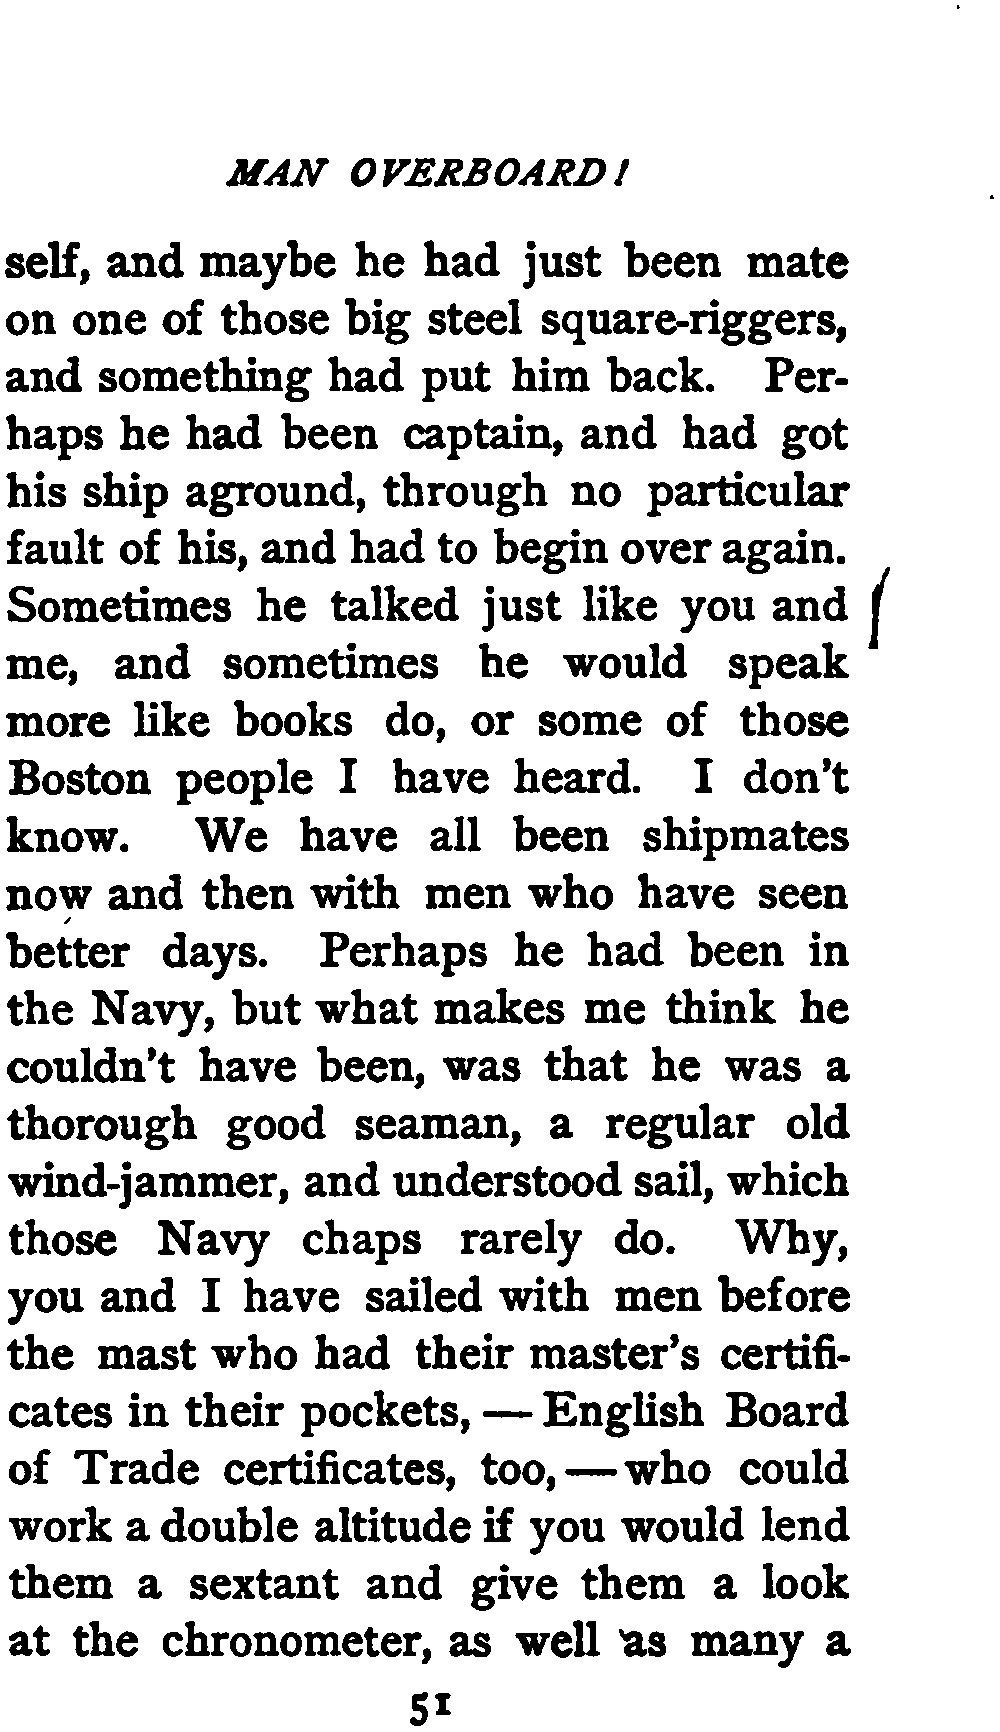 MAN OVERBOARD!
self, and maybe he had just been mate
on one of those big steel square-riggers,
and something had put him back. Per-
haps he had been captain, and had got
his ship aground, through no particular
fault of his, and had to begin over again.
Sometimes he talked just like you and
me, and sometimes he would speak
more like books do, or some of those
Boston people I have heard. I don't
know. We have all been shipmates
now and then with men who have seen
better days. Perhaps he had been in
the Navy, but what makes me think he
couldn't have been, was that he was a
thorough good seaman, a regular old
wind-jammer, and understood sail, which
those Navy chaps rarely do. Why,
you and I have sailed with men before
the mast who had their master's certifi-
cates in their pockets, — English Board
of Trade certificates, too, — who could
work a double altitude if you would lend
them a sextant and give them a look
at the chronometer, as well as many a
51